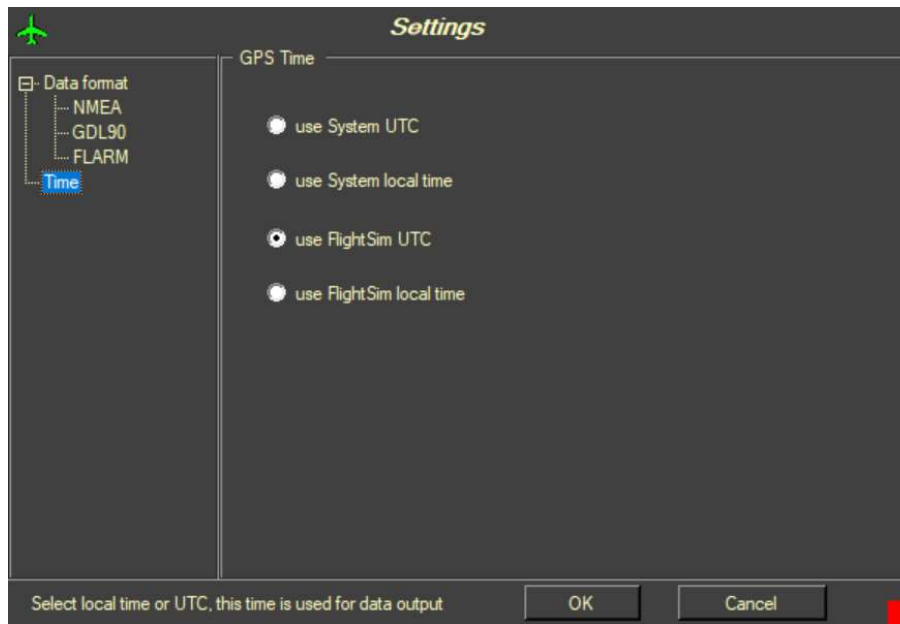 Settings
Data format
NMEA
GDL90
FLARM
Time
GPS Time
use System UTC
use System local time
use FlightSim UTC
use FlightSim local time
Select local time or UTC, this time is used for data output
OK
Cancel